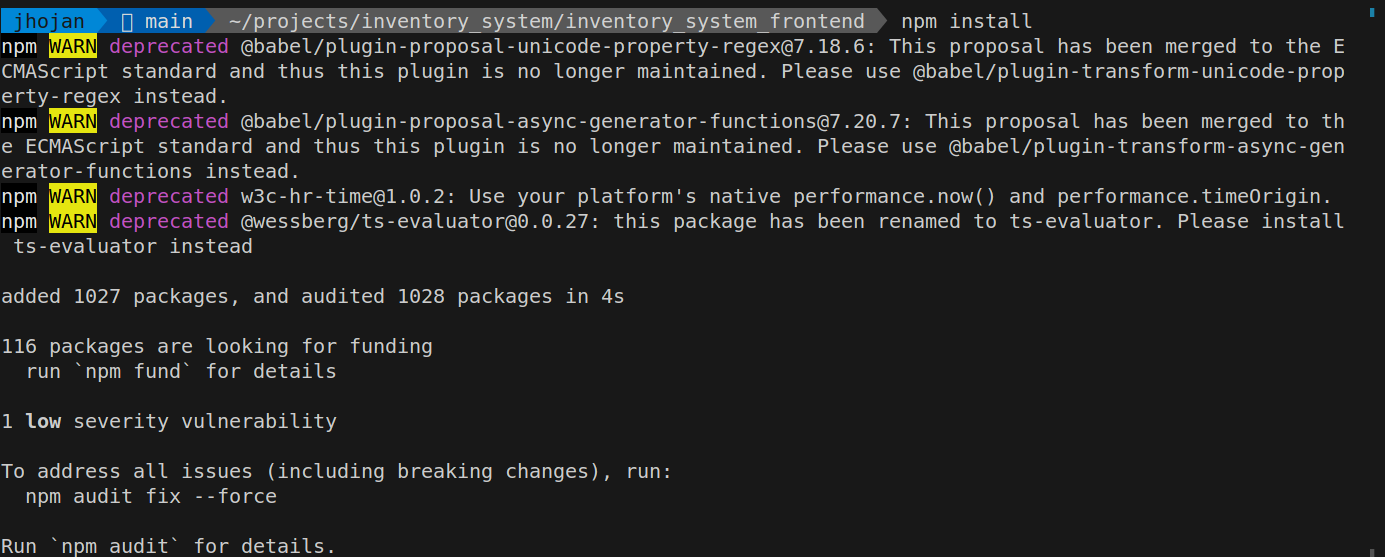 jhojan main ~/projects/inventory_system/inventory_system_frontend npm install
npm WARN deprecated @babel/plugin-proposal-unicode-property-regex@7.18.6: This proposal has been merged to the E
CMAScript standard and thus this plugin is no longer maintained. Please use @babel/plugin-transform-unicode-prop
erty-regex instead.
npm WARN deprecated @babel/plugin-proposal-async-generator-functions@7.20.7: This proposal has been merged to th
e ECMAScript standard and thus this plugin is no longer maintained. Please use @babel/plugin-transform-async-gen
erator-functions instead.
npm WARN deprecated w3c-hr-time@1.0.2: Use your platform's native performance.now() and performance.timeOrigin.
npm WARN deprecated @wessberg/ts-evaluator@0.0.27: this package has been renamed to ts-evaluator. Please install
 ts-evaluator instead
added 1027 packages, and audited 1028 packages in 4s
116 packages are looking for funding
  run `npm fund` for details
1 low severity vulnerability
To address all issues (including breaking changes), run:
  npm audit fix --force
Run `npm audit` for details.